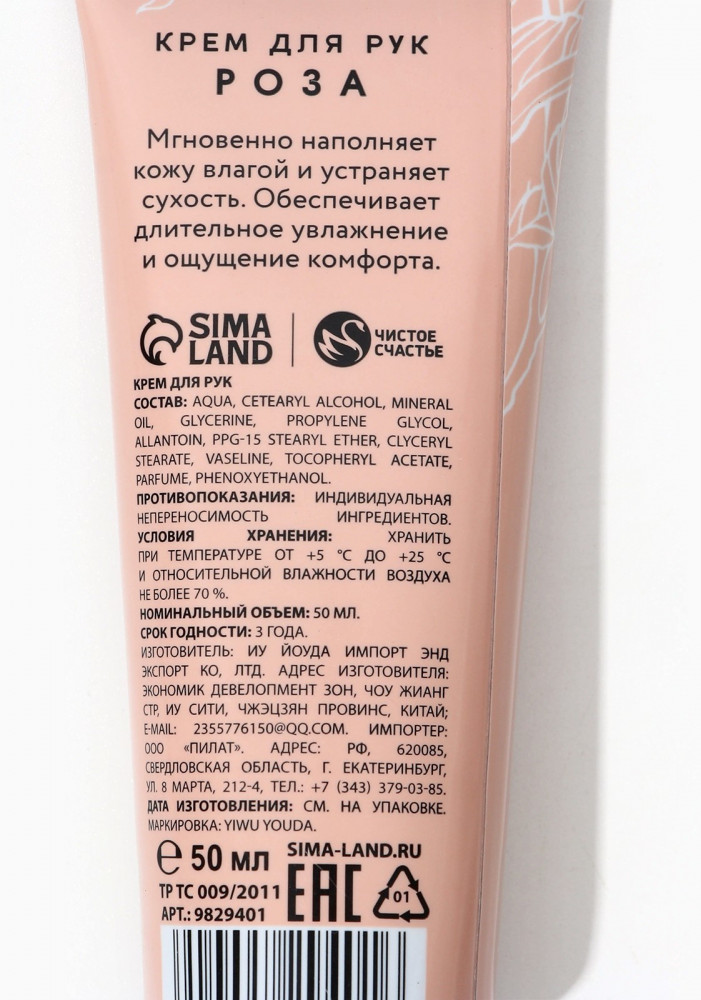 КРЕМ ДЛЯ РУК
РОЗА
Мгновенно наполняет
кожу влагой и устраняет
сухость. Обеспечивает
длительное увлажнение
и ощущение комфорта.
SIMA
LAND
ЧИСТОЕ
СЧАСТЬЕ
КРЕМ ДЛЯ РУК
СОСТАВ: AQUA, CETEARYL ALCOHOL, MINERAL
OIL, GLYCERINE, PROPYLENE GLYCOL,
ALLANTOIN, PPG-15 STEARYL ETHER, CLYCERYL
STEARATE, VASELINE, TOCOPHERYL ACETATE,
PARFUME, PHENOXYETHANOL.
ПРОТИВОПОКАЗАНИЯ: ИНДИВИДУАЛЬНАЯ
НЕПЕРЕНОСИМОСТЬ ИНГРЕДИЕНТОВ.
УСЛОВИЯ ХРАНЕНИЯ: ХРАНИТЬ
ПРИ ТЕМПЕРАТУРЕ ОТ +5 °С ДО +25 °С
И ОТНОСИТЕЛЬНОЙ ВЛАЖНОСТИ ВОЗДУХА
НЕ БОЛЕЕ 70 %.
НОМИНАЛЬНЫЙ ОБЪЕМ: 50 МЛ.
СРОК ГОДНОСТИ: 3 ГОДА.
ИЗГОТОВИТЕЛЬ: ИУ ЙОУДА ИМПОРТ ЭНД
ЭКСПОРТ КО, ЛТД. АДРЕС ИЗГОТОВИТЕЛЯ:
ЭКОНОМИК ДЕВЕЛОПМЕНТ ЗОН, ЧОУ ЖИАНГ
СТР, ИУ СИТИ, ЧЖЭЦЗЯН ПРОВИНС, КИТАЙ;
E-MAIL: 2355776150@QQ.COM. ИМПОРТЕР:
ООО «ПИЛАТ». АДРЕС: РФ, 620085,
СВЕРДЛОВСКАЯ ОБЛАСТЬ, Г. ЕКАТЕРИНБУРГ,
УЛ. 8 МАРТА, 212-4, ТЕЛ.: +7 (343) 379-03-85.
ДАТА ИЗГОТОВЛЕНИЯ: СМ. НА УПАКОВКЕ.
МАРКИРОВКА: YIWU YOUDA.
℮ 50 МЛ SIMA-LAND.RU
ТР ТС 009/2011 EAC 01
АРТ.: 9829401